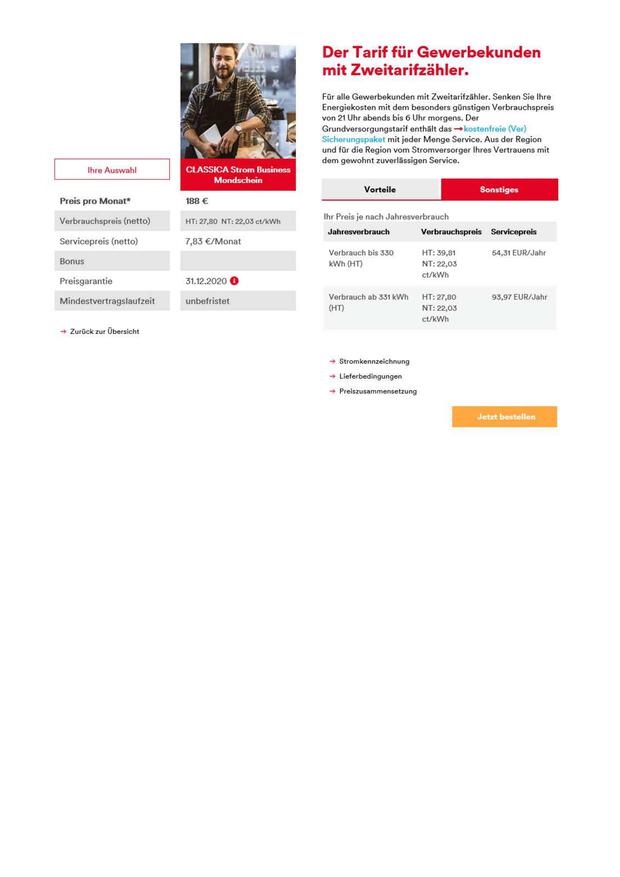 Ihre Auswahl
CLASSICA Strom Business
Mondschein
Preis pro Monat* 188 €
Verbrauchspreis (netto) HT: 27,80 NT: 22,03 ct/kWh
Servicepreis (netto) 7,83 €/Monat
Bonus
Preisgarantie 31.12.2020
Mindestvertragslaufzeit unbefristet
→ Zurück zur Übersicht
Der Tarif für Gewerbekunden
mit Zweitarifzähler.
Für alle Gewerbekunden mit Zweitarifzähler. Senken Sie Ihre
Energiekosten mit dem besonders günstigen Verbrauchspreis
von 21 Uhr abends bis 6 Uhr morgens. Der
Grundversorgungstarif enthält das → kostenfreie (Ver)
Sicherungspaket mit jeder Menge Service. Aus der Region
und für die Region vom Stromversorger Ihres Vertrauens mit
dem gewohnt zuverlässigen Service.
Vorteile Sonstiges
Ihr Preis je nach Jahresverbrauch
Jahresverbrauch Verbrauchspreis Servicepreis
Verbrauch bis 330 HT: 39,81 54,31 EUR/Jahr
kWh (HT) NT: 22,03
ct/kWh
Verbrauch ab 331 kWh HT: 27,80 93,97 EUR/Jahr
(HT) NT: 22,03
ct/kWh
→ Stromkennzeichnung
→ Lieferbedingungen
→ Preiszusammensetzung
Jetzt bestellen